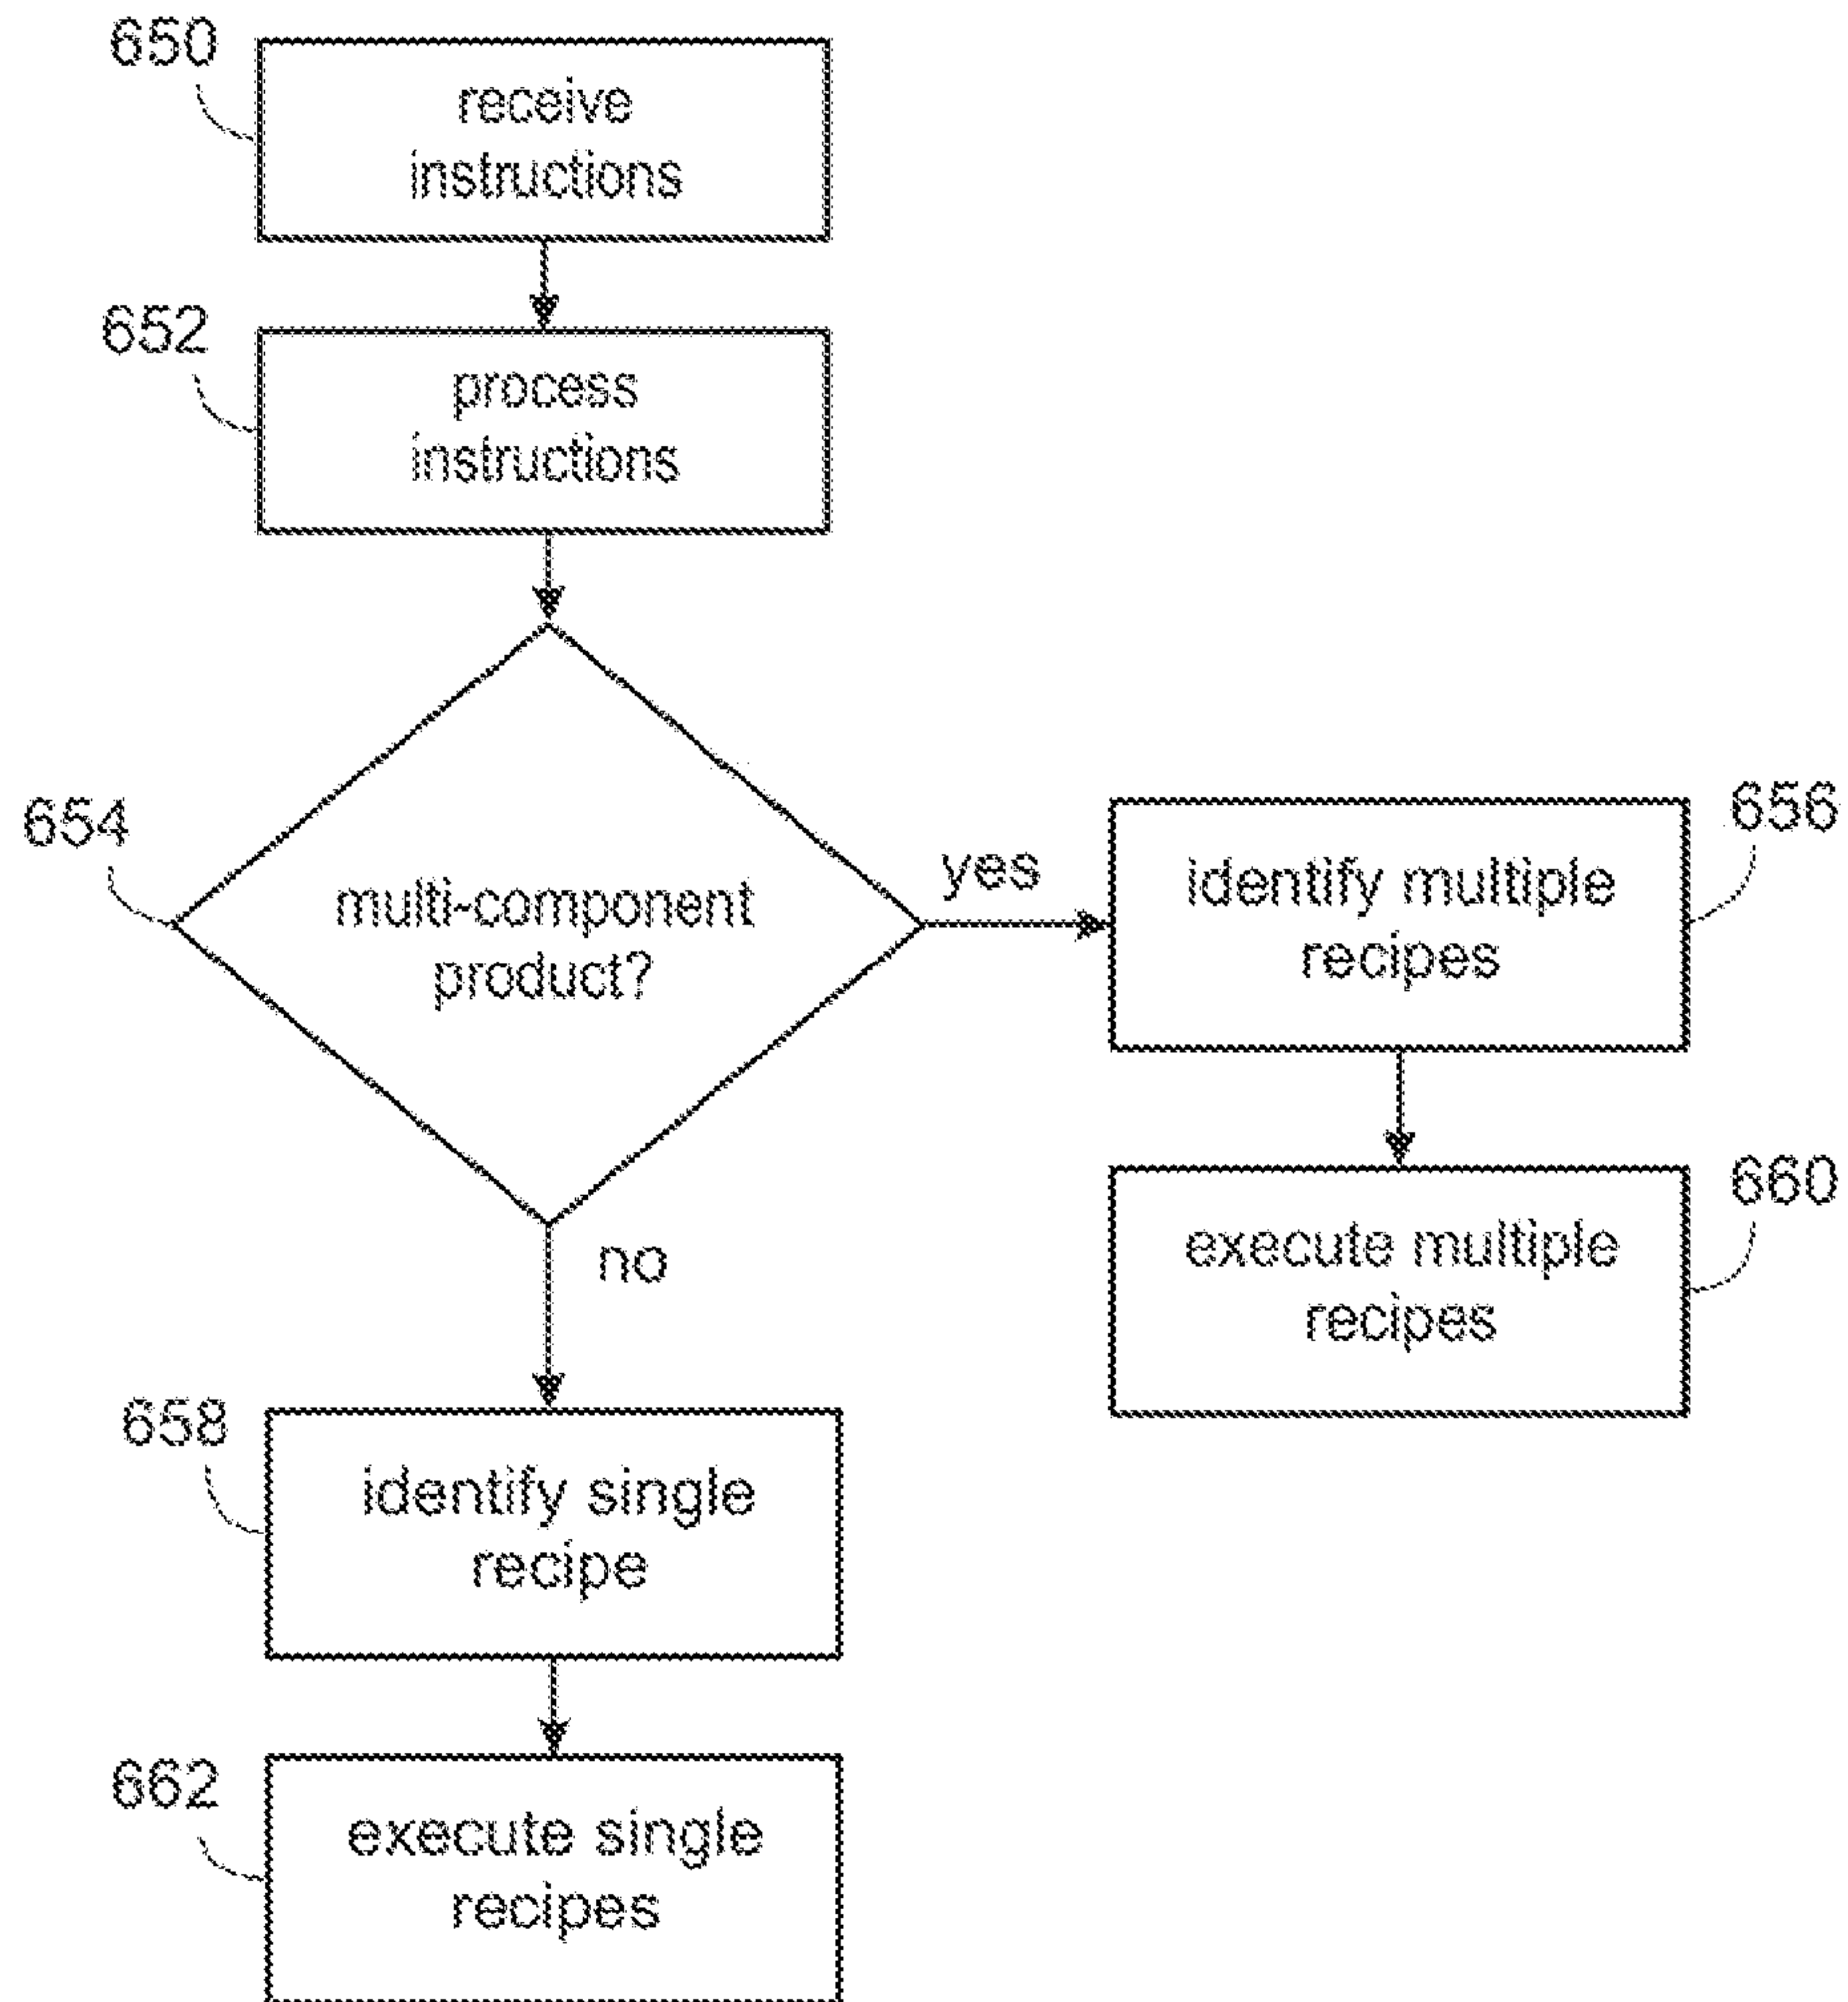 650
receive
instructions
652
process
instructions
654
multi-component
product?
yes
656
identify multiple
recipes
660
execute multiple
recipes
no
658
identify single
recipe
662
execute single
recipes